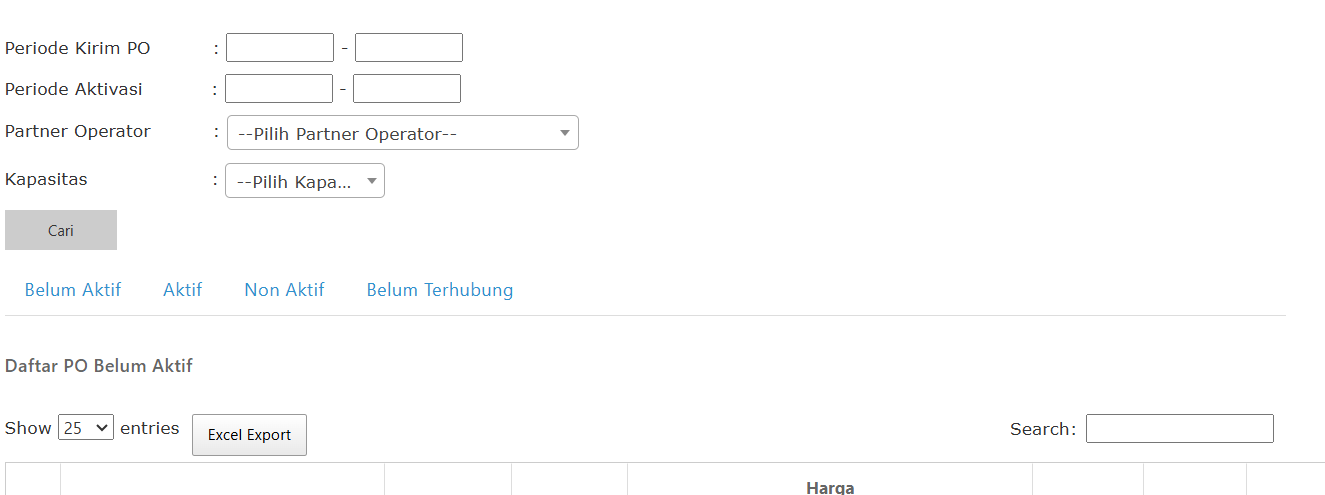 Periode Kirim PO : -
Periode Aktivasi : -
Partner Operator : --Pilih Partner Operator--
Kapasitas : --Pilih Kapa...
Cari
Belum Aktif Aktif Non Aktif Belum Terhubung
Daftar PO Belum Aktif
Show 25 entries Excel Export Search:
Harga